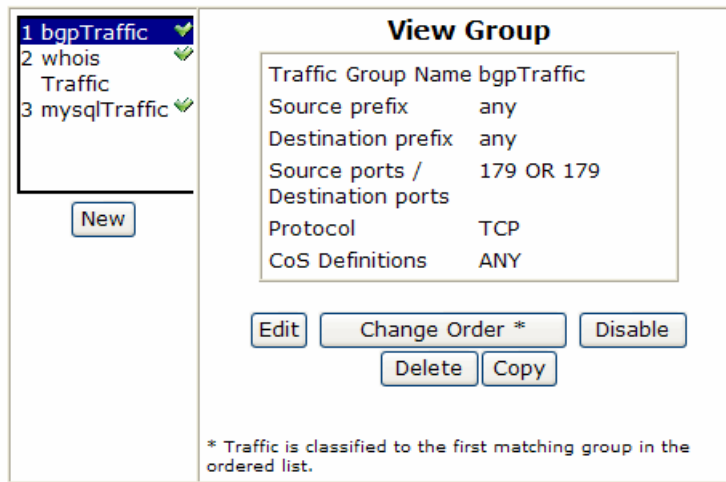 1 bgpTraffic
2 whois
Traffic
3 mysqlTraffic
New
View Group
Traffic Group Name bgpTraffic
Source prefix any
Destination prefix any
Source ports / 179 OR 179
Destination ports
Protocol TCP
CoS Definitions ANY
Edit Change Order * Disable
Delete Copy
* Traffic is classified to the first matching group in the
ordered list.